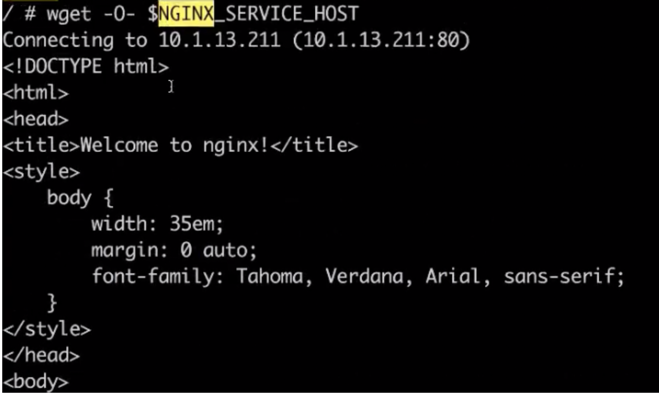 / # wget -O- $NGINX_SERVICE_HOST
Connecting to 10.1.13.211 (10.1.13.211:80)
<!DOCTYPE html>
<html>
<head>
<title>Welcome to nginx!</title>
<style>
    body {
        width: 35em;
        margin: 0 auto;
        font-family: Tahoma, Verdana, Arial, sans-serif;
    }
</style>
</head>
<body>